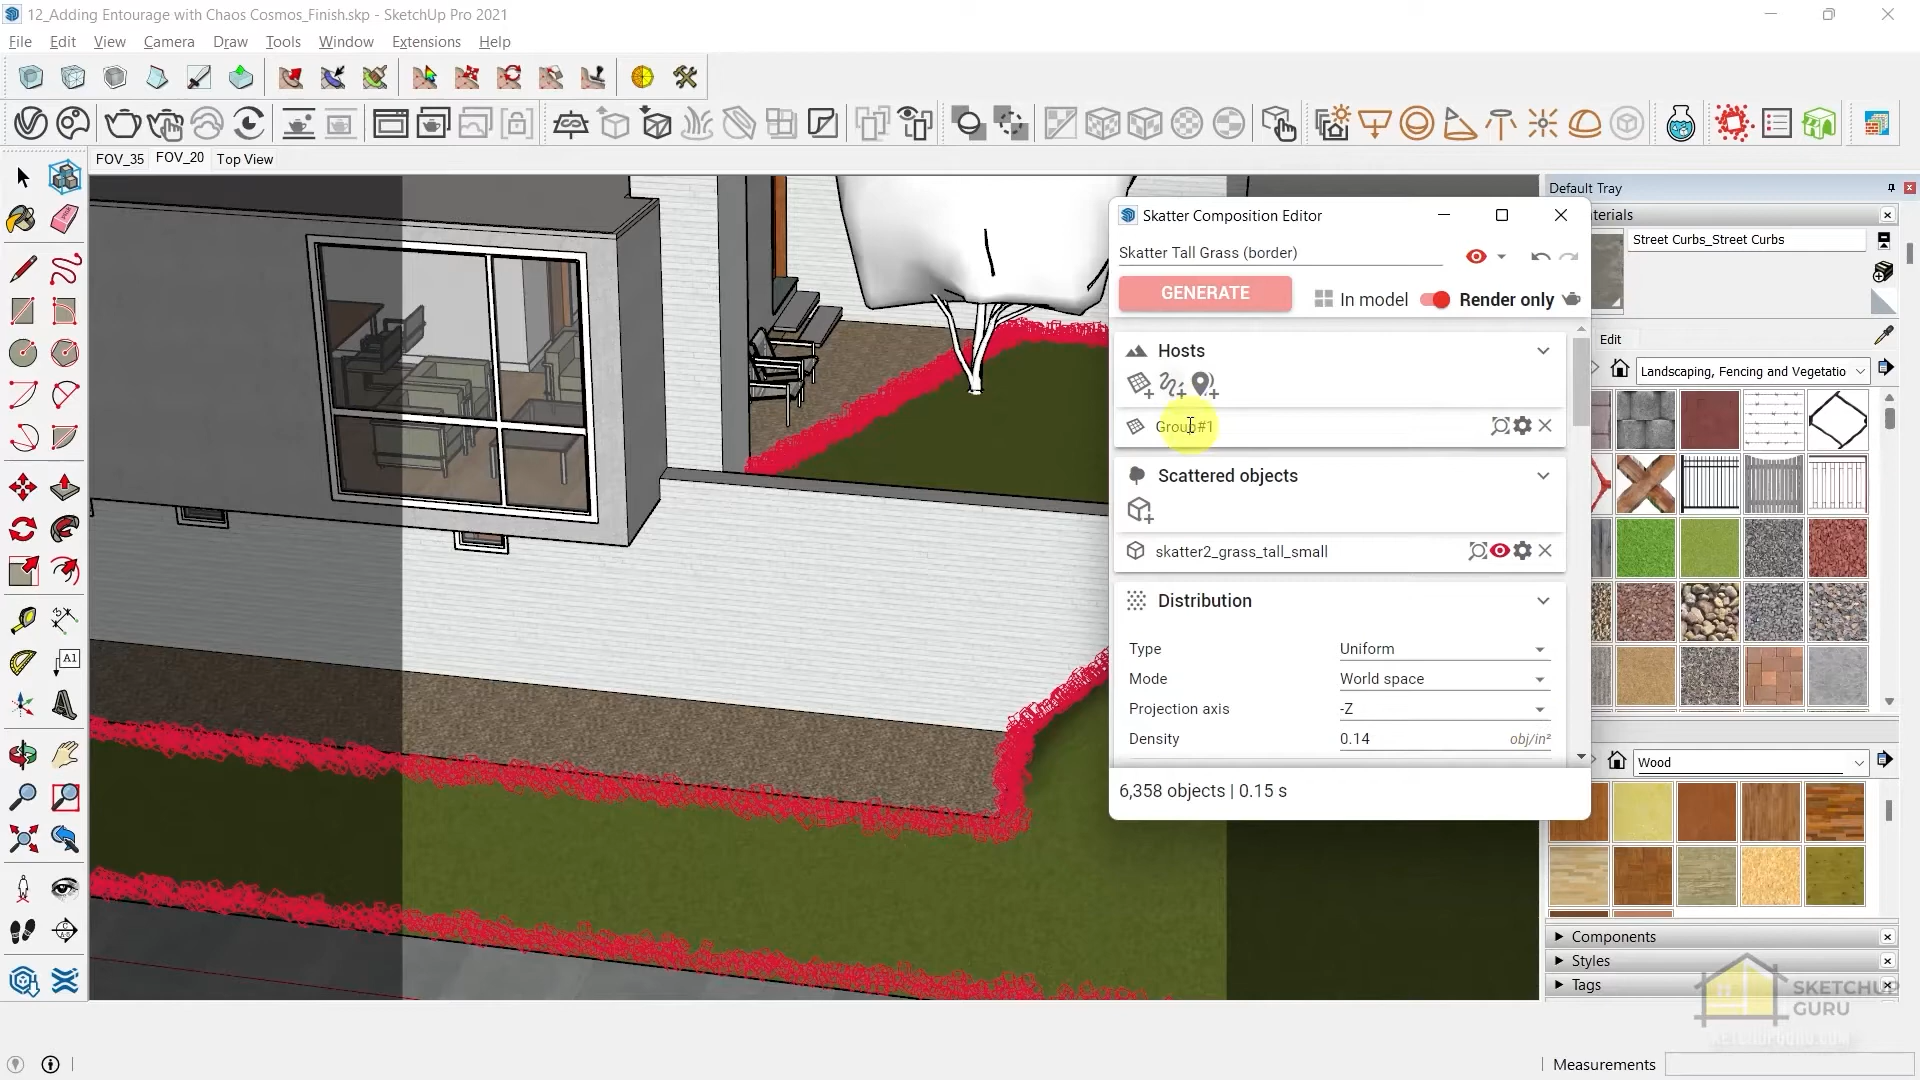 12_Adding Entourage with Chaos Cosmos_Finish.skp - SketchUp Pro 2021
File Edit View Camera Draw Tools Window Extensions Help
FOV_35 FOV_20 Top View
Default Tray
terials
Street Curbs_Street Curbs
Edit
Landscaping, Fencing and Vegetatio
Skatter Composition Editor
Skatter Tall Grass (border)
GENERATE
In model Render only
Hosts
Group#1
Scattered objects
skatter2_grass_tall_small
Distribution
Type Uniform
Mode World space
Projection axis -Z
Density 0.14 obj/in²
6,358 objects | 0.15 s
A1
Wood
Components
Styles
Tags
SKETCHUP
GURU
Measurements